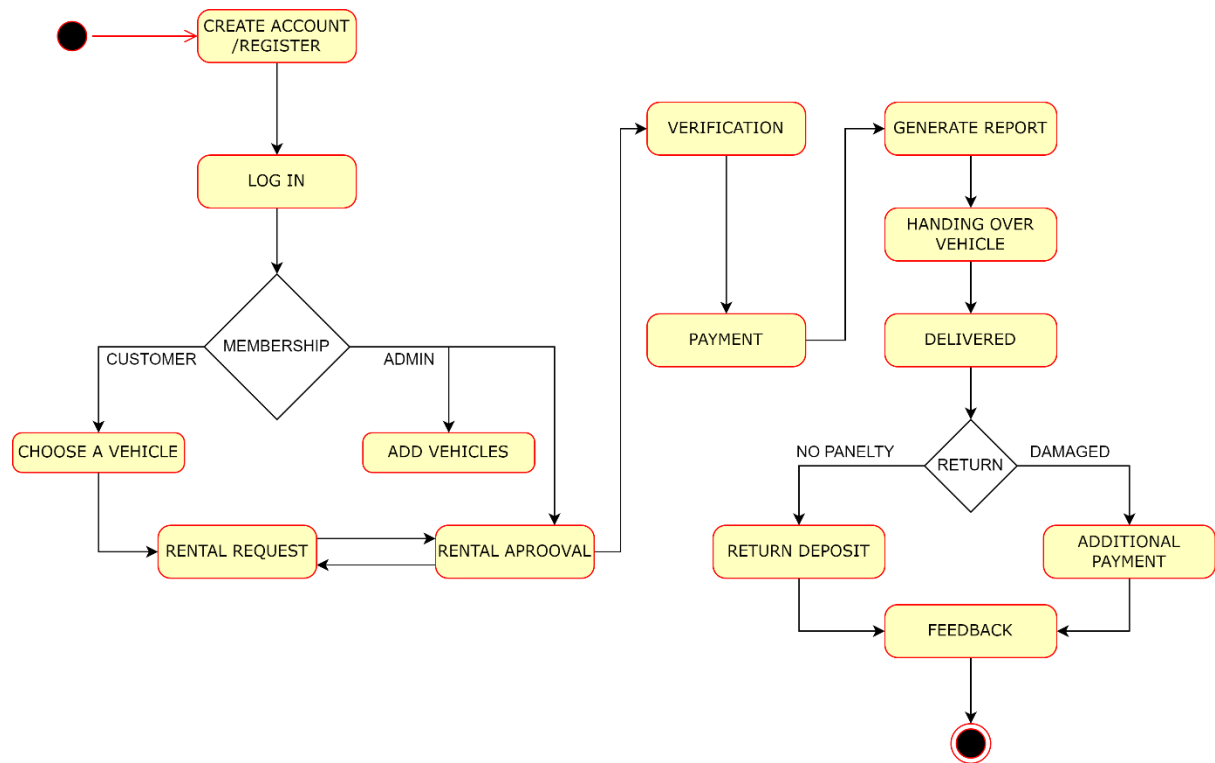 CREATE ACCOUNT
/REGISTER
LOG IN
MEMBERSHIP
CUSTOMER
ADMIN
CHOOSE A VEHICLE
ADD VEHICLES
RENTAL REQUEST
RENTAL APROOVAL
VERIFICATION
PAYMENT
GENERATE REPORT
HANDING OVER
VEHICLE
DELIVERED
RETURN
NO PANELTY
DAMAGED
RETURN DEPOSIT
ADDITIONAL
PAYMENT
FEEDBACK